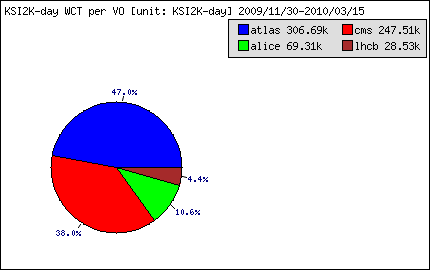 KSI2K-day WCT per VO [unit: KSI2K-day] 2009/11/30-2010/03/15
atlas 306.69k cms 247.51k
alice 69.31k lhcb 28.53k
47.0%
4.4%
10.6%
38.0%